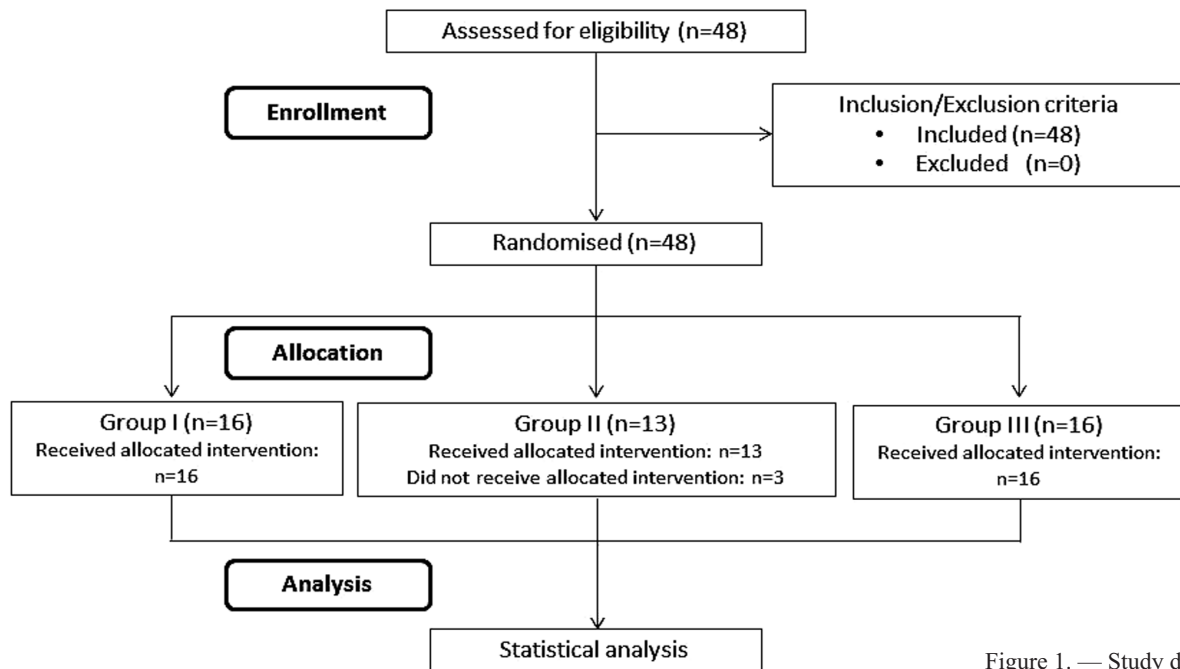 Assessed for eligibility (n=48)
Enrollment
Inclusion/Exclusion criteria
• Included (n=48)
• Excluded (n=0)
Randomised (n=48)
Allocation
Group I (n=16)
Received allocated intervention:
n=16
Group II (n=13)
Received allocated intervention: n=13
Did not receive allocated intervention: n=3
Group III (n=16)
Received allocated intervention:
n=16
Analysis
Statistical analysis
Figure 1. — Study d